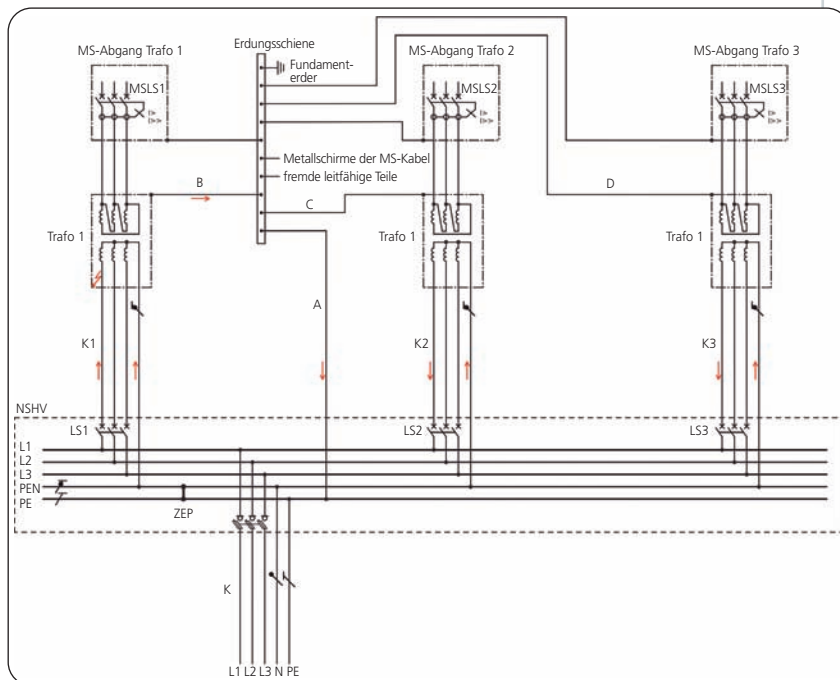 MS-Abgang Trafo 1
Erdungsschiene
MS-Abgang Trafo 2
MS-Abgang Trafo 3
Fundament-
erder
MSLS1
I>
I>>
MSLS2
I>
I>>
MSLS3
I>
I>>
Metallschirme der MS-Kabel
fremde leitfähige Teile
B
C
D
Trafo 1
Trafo 1
Trafo 1
A
K1
K2
K3
NSHV
LS1
LS2
LS3
L1
L2
L3
PEN
PE
ZEP
K
L1 L2 L3 N PE